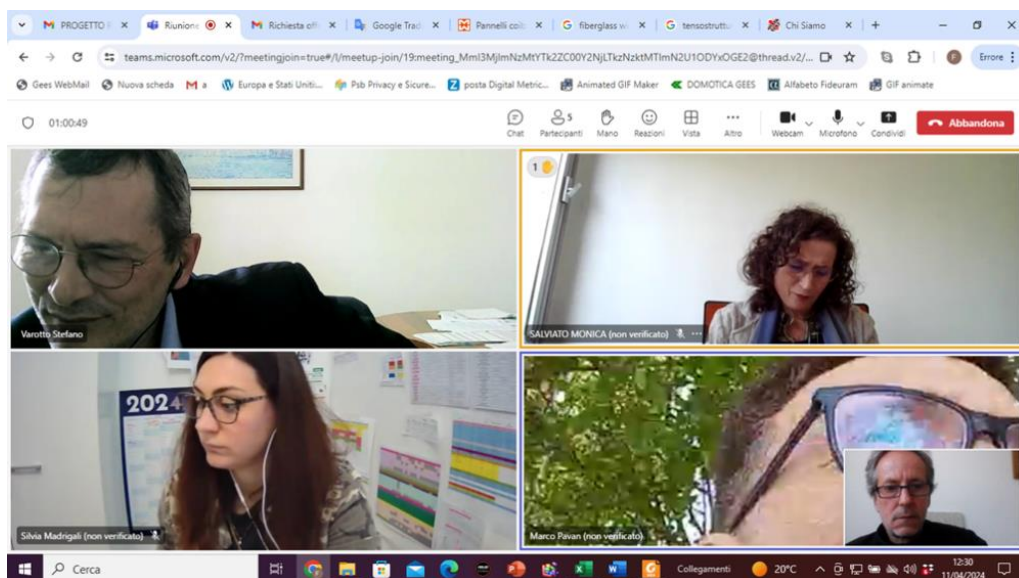 PROGETTO F
Riunione
Richiesta off
Google Trad
Pannelli coib
fiberglass w
tensostruttu
Chi Siamo
teams.microsoft.com/v2/?meetingjoin=true#/l/meetup-join/19:meeting_
Errore
Gees WebMail
Nuova scheda
M a
Europa e Stati Uniti...
Psb Privacy e Sicure...
posta Digital Metric...
Animated GIF Maker
DOMOTICA GEES
Alfabeto Fideuram
GIF animate
01:00:49
5
Chat
Partecipanti
Mano
Reazioni
Vista
Altro
Webcam
Microfono
Condividi
Abbandona
1
Varotto Stefano
SALVIATO MONICA (non verificato)
2024
Silvia Madrigali (non verificato)
Marco Pavan (non verificato)
Cerca
Collegamenti
20°C
12:30
11/04/2024